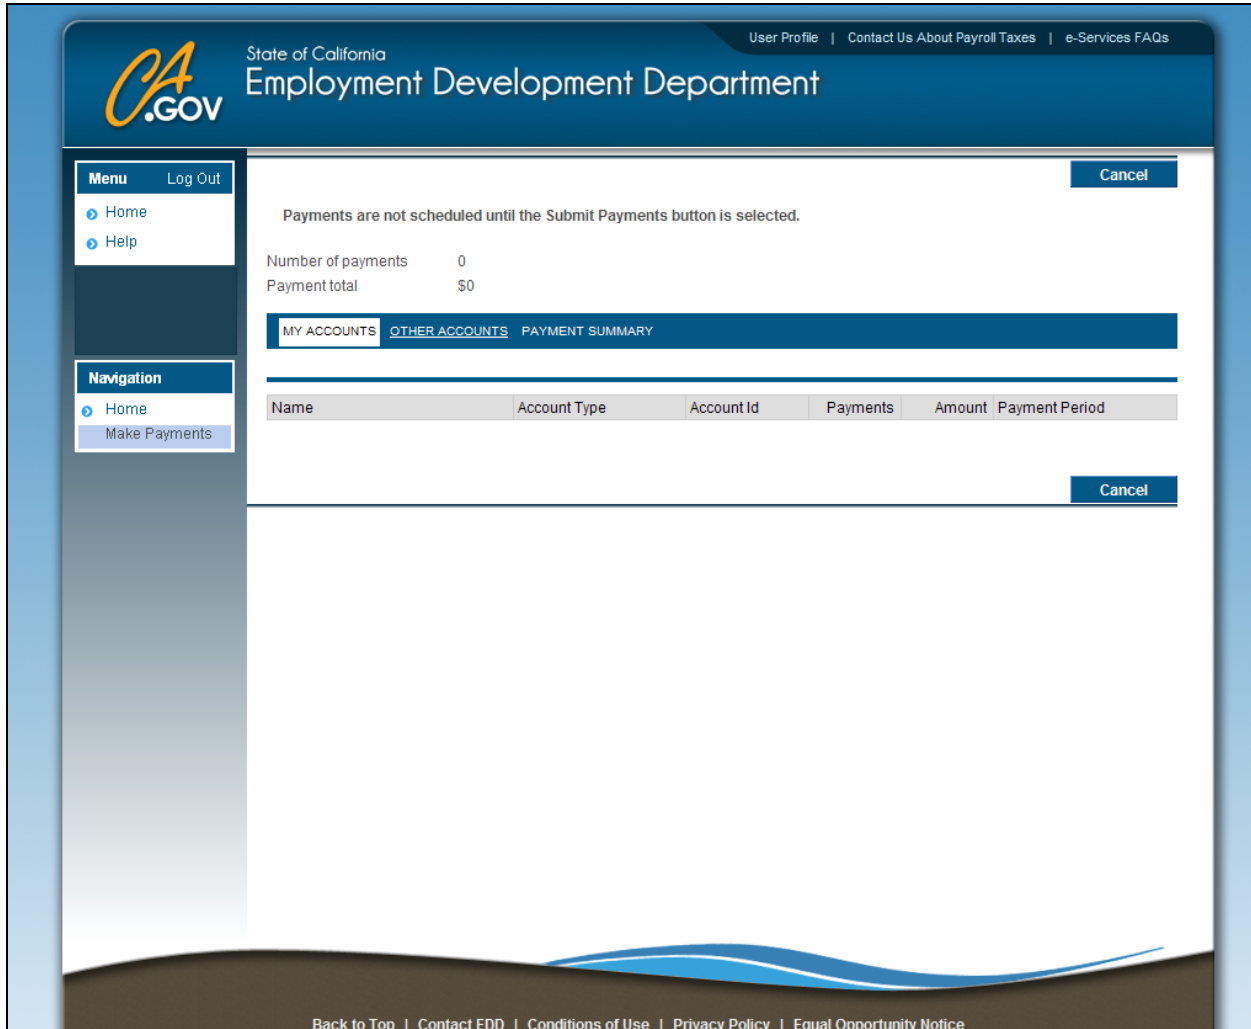 User Profile | Contact Us About Payroll Taxes | e-Services FAQs
CA.GOV
State of California
Employment Development Department
Menu Log Out
Home
Help
Cancel
Payments are not scheduled until the Submit Payments button is selected.
Number of payments 0
Payment total $0
MY ACCOUNTS OTHER ACCOUNTS PAYMENT SUMMARY
Navigation
Home
Make Payments
Name Account Type Account Id Payments Amount Payment Period
Cancel
Back to Top | Contact EDD | Conditions of Use | Privacy Policy | Equal Opportunity Notice